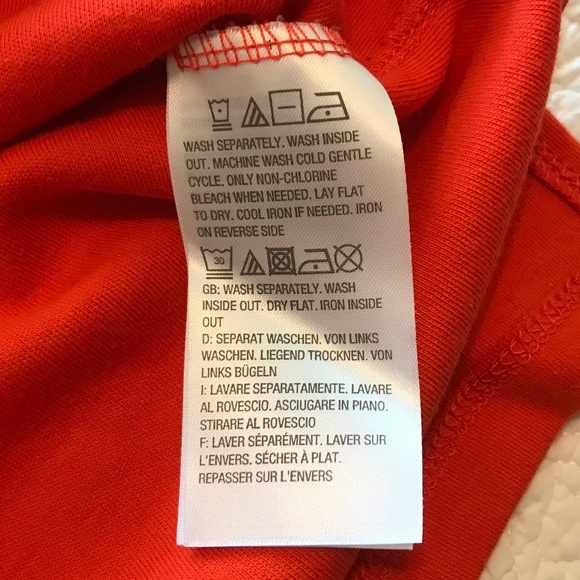 WASH SEPARATELY. WASH INSIDE
OUT. MACHINE WASH COLD GENTLE
CYCLE. ONLY NON-CHLORINE
BLEACH WHEN NEEDED. LAY FLAT
TO DRY. COOL IRON IF NEEDED. IRON
ON REVERSE SIDE
30
GB: WASH SEPARATELY. WASH
INSIDE OUT. DRY FLAT. IRON INSIDE
OUT
D: SEPARAT WASCHEN. VON LINKS
WASCHEN. LIEGEND TROCKNEN. VON
LINKS BÜGELN
I: LAVARE SEPARATAMENTE. LAVARE
AL ROVESCIO. ASCIUGARE IN PIANO.
STIRARE AL ROVESCIO
F: LAVER SÉPARÉMENT. LAVER SUR
L'ENVERS. SÉCHER À PLAT.
REPASSER SUR L'ENVERS